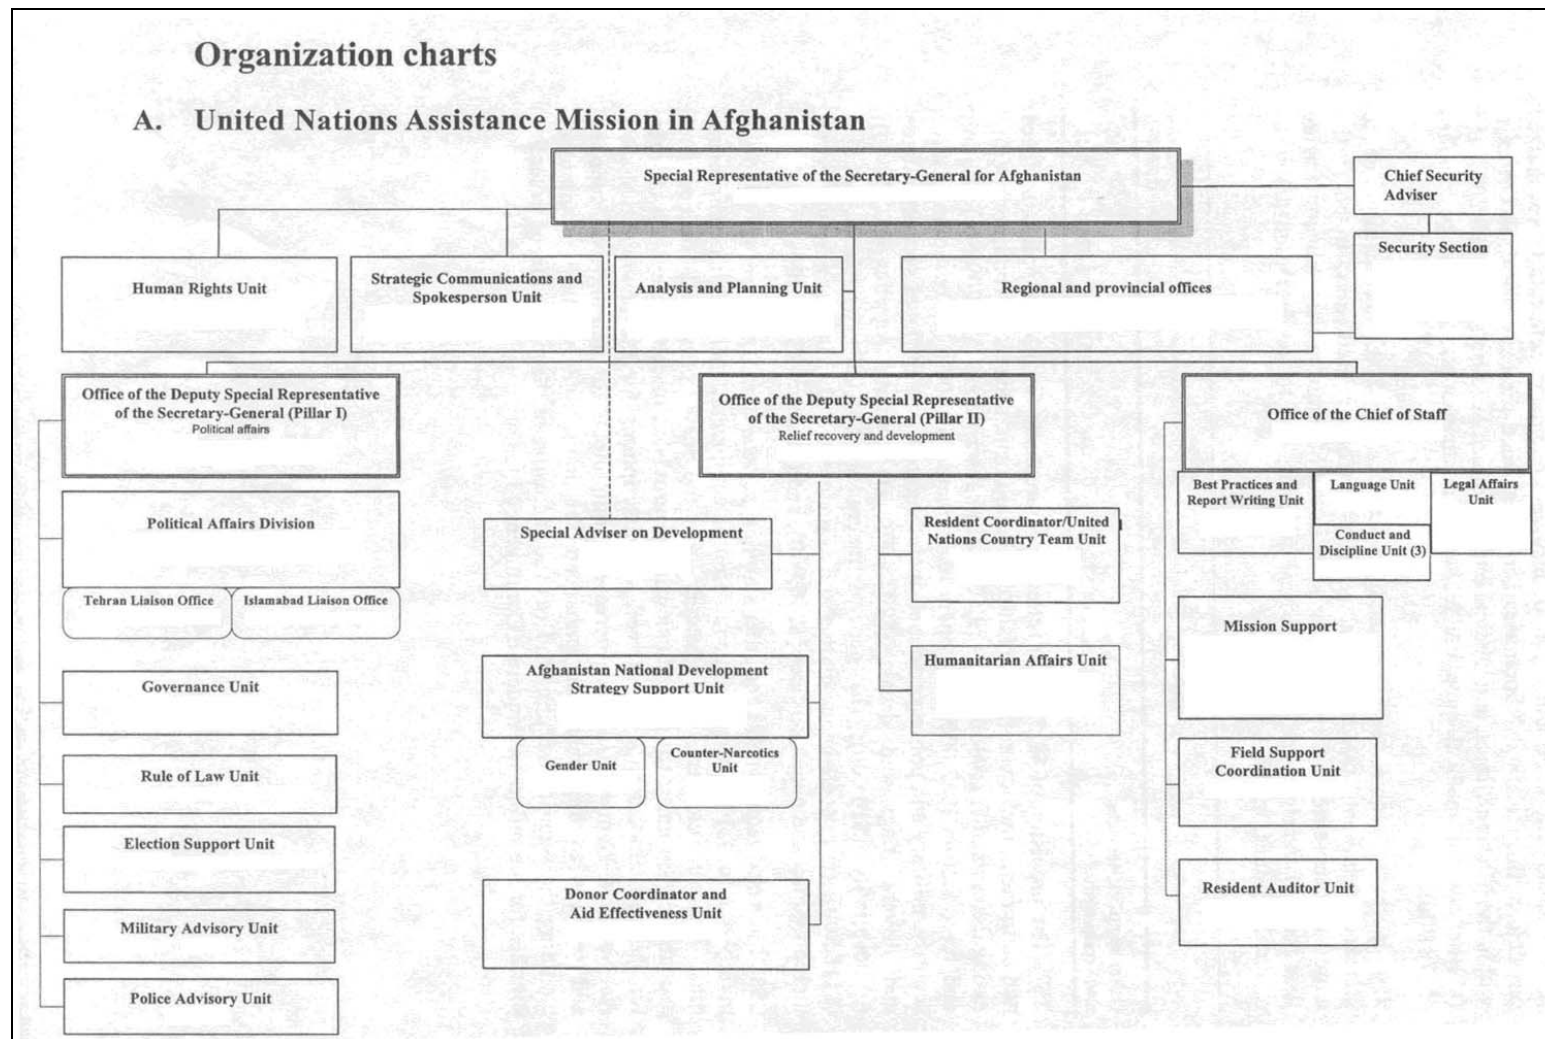 Organization charts
A. United Nations Assistance Mission in Afghanistan
Special Representative of the Secretary-General for Afghanistan
Chief Security
Adviser
Security Section
Human Rights Unit
Strategic Communications and
Spokesperson Unit
Analysis and Planning Unit
Regional and provincial offices
Office of the Deputy Special Representative
of the Secretary-General (Pillar I)
Political affairs
Office of the Deputy Special Representative
of the Secretary-General (Pillar II)
Relief recovery and development
Office of the Chief of Staff
Best Practices and
Report Writing Unit
Language Unit
Legal Affairs
Unit
Conduct and
Discipline Unit (3)
Political Affairs Division
Tehran Liaison Office
Islamabad Liaison Office
Governance Unit
Rule of Law Unit
Election Support Unit
Military Advisory Unit
Police Advisory Unit
Special Adviser on Development
Afghanistan National Development
Strategy Support Unit
Gender Unit
Counter-Narcotics
Unit
Donor Coordinator and
Aid Effectiveness Unit
Resident Coordinator/United
Nations Country Team Unit
Humanitarian Affairs Unit
Mission Support
Field Support
Coordination Unit
Resident Auditor Unit